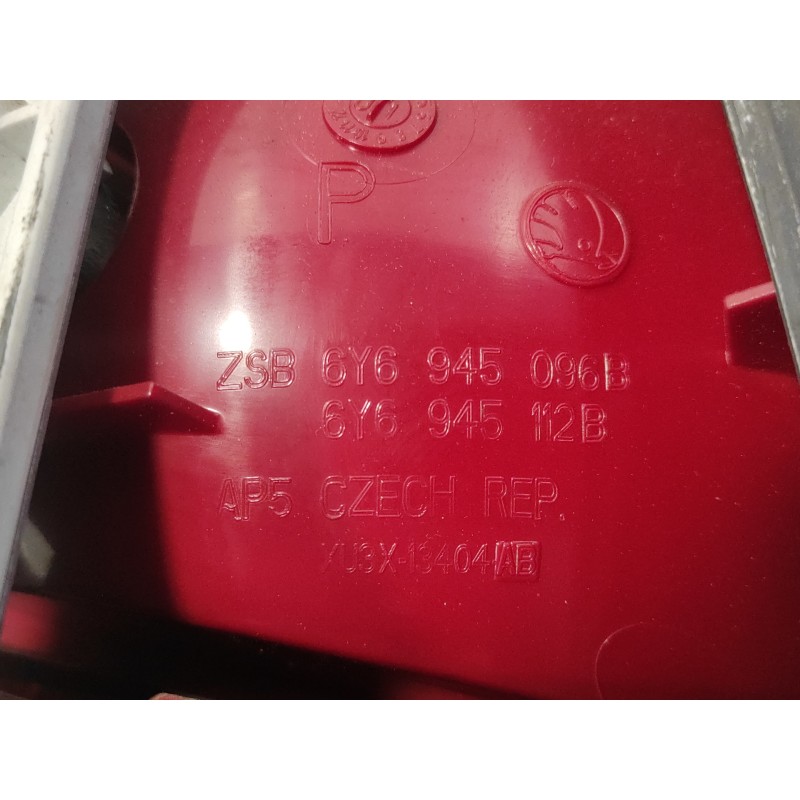 P
ZSB 6Y6 945 096B
6Y6 945 112B
AP5 CZECH REP.
XU3X-13404-AB